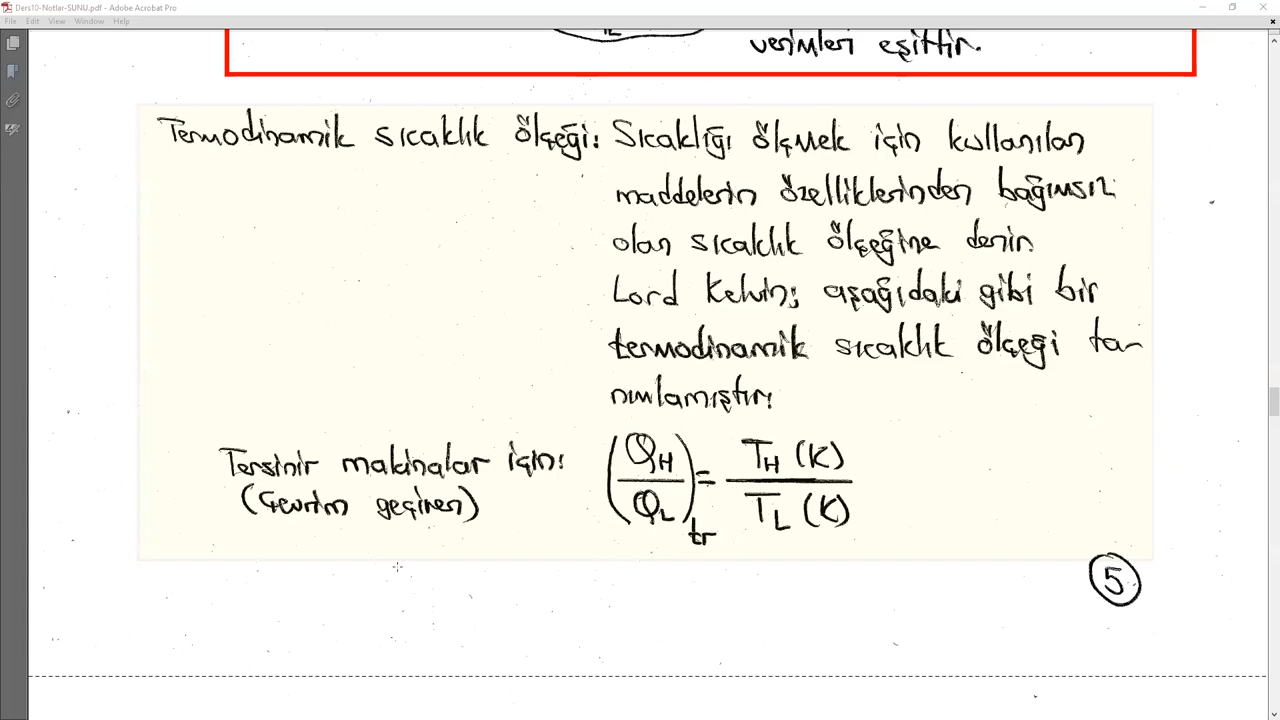 Ders10-Notlar-SUNU.pdf - Adobe Acrobat Pro
File Edit View Window Help
verimleri eşittir.
Termodinamik sıcaklık ölçeği: Sıcaklığı ölçmek için kullanılan
maddelerin özelliklerinden bağımsız
olan sıcaklık ölçeğine denir.
Lord Kelvin; aşağıdaki gibi bir
termodinamik sıcaklık ölçeği ta-
nımlamıştır:
Tersinir makinalar için: (Q_H/Q_L)_tr = T_H (K)/T_L (K)
(Çevrim geçiren)
5